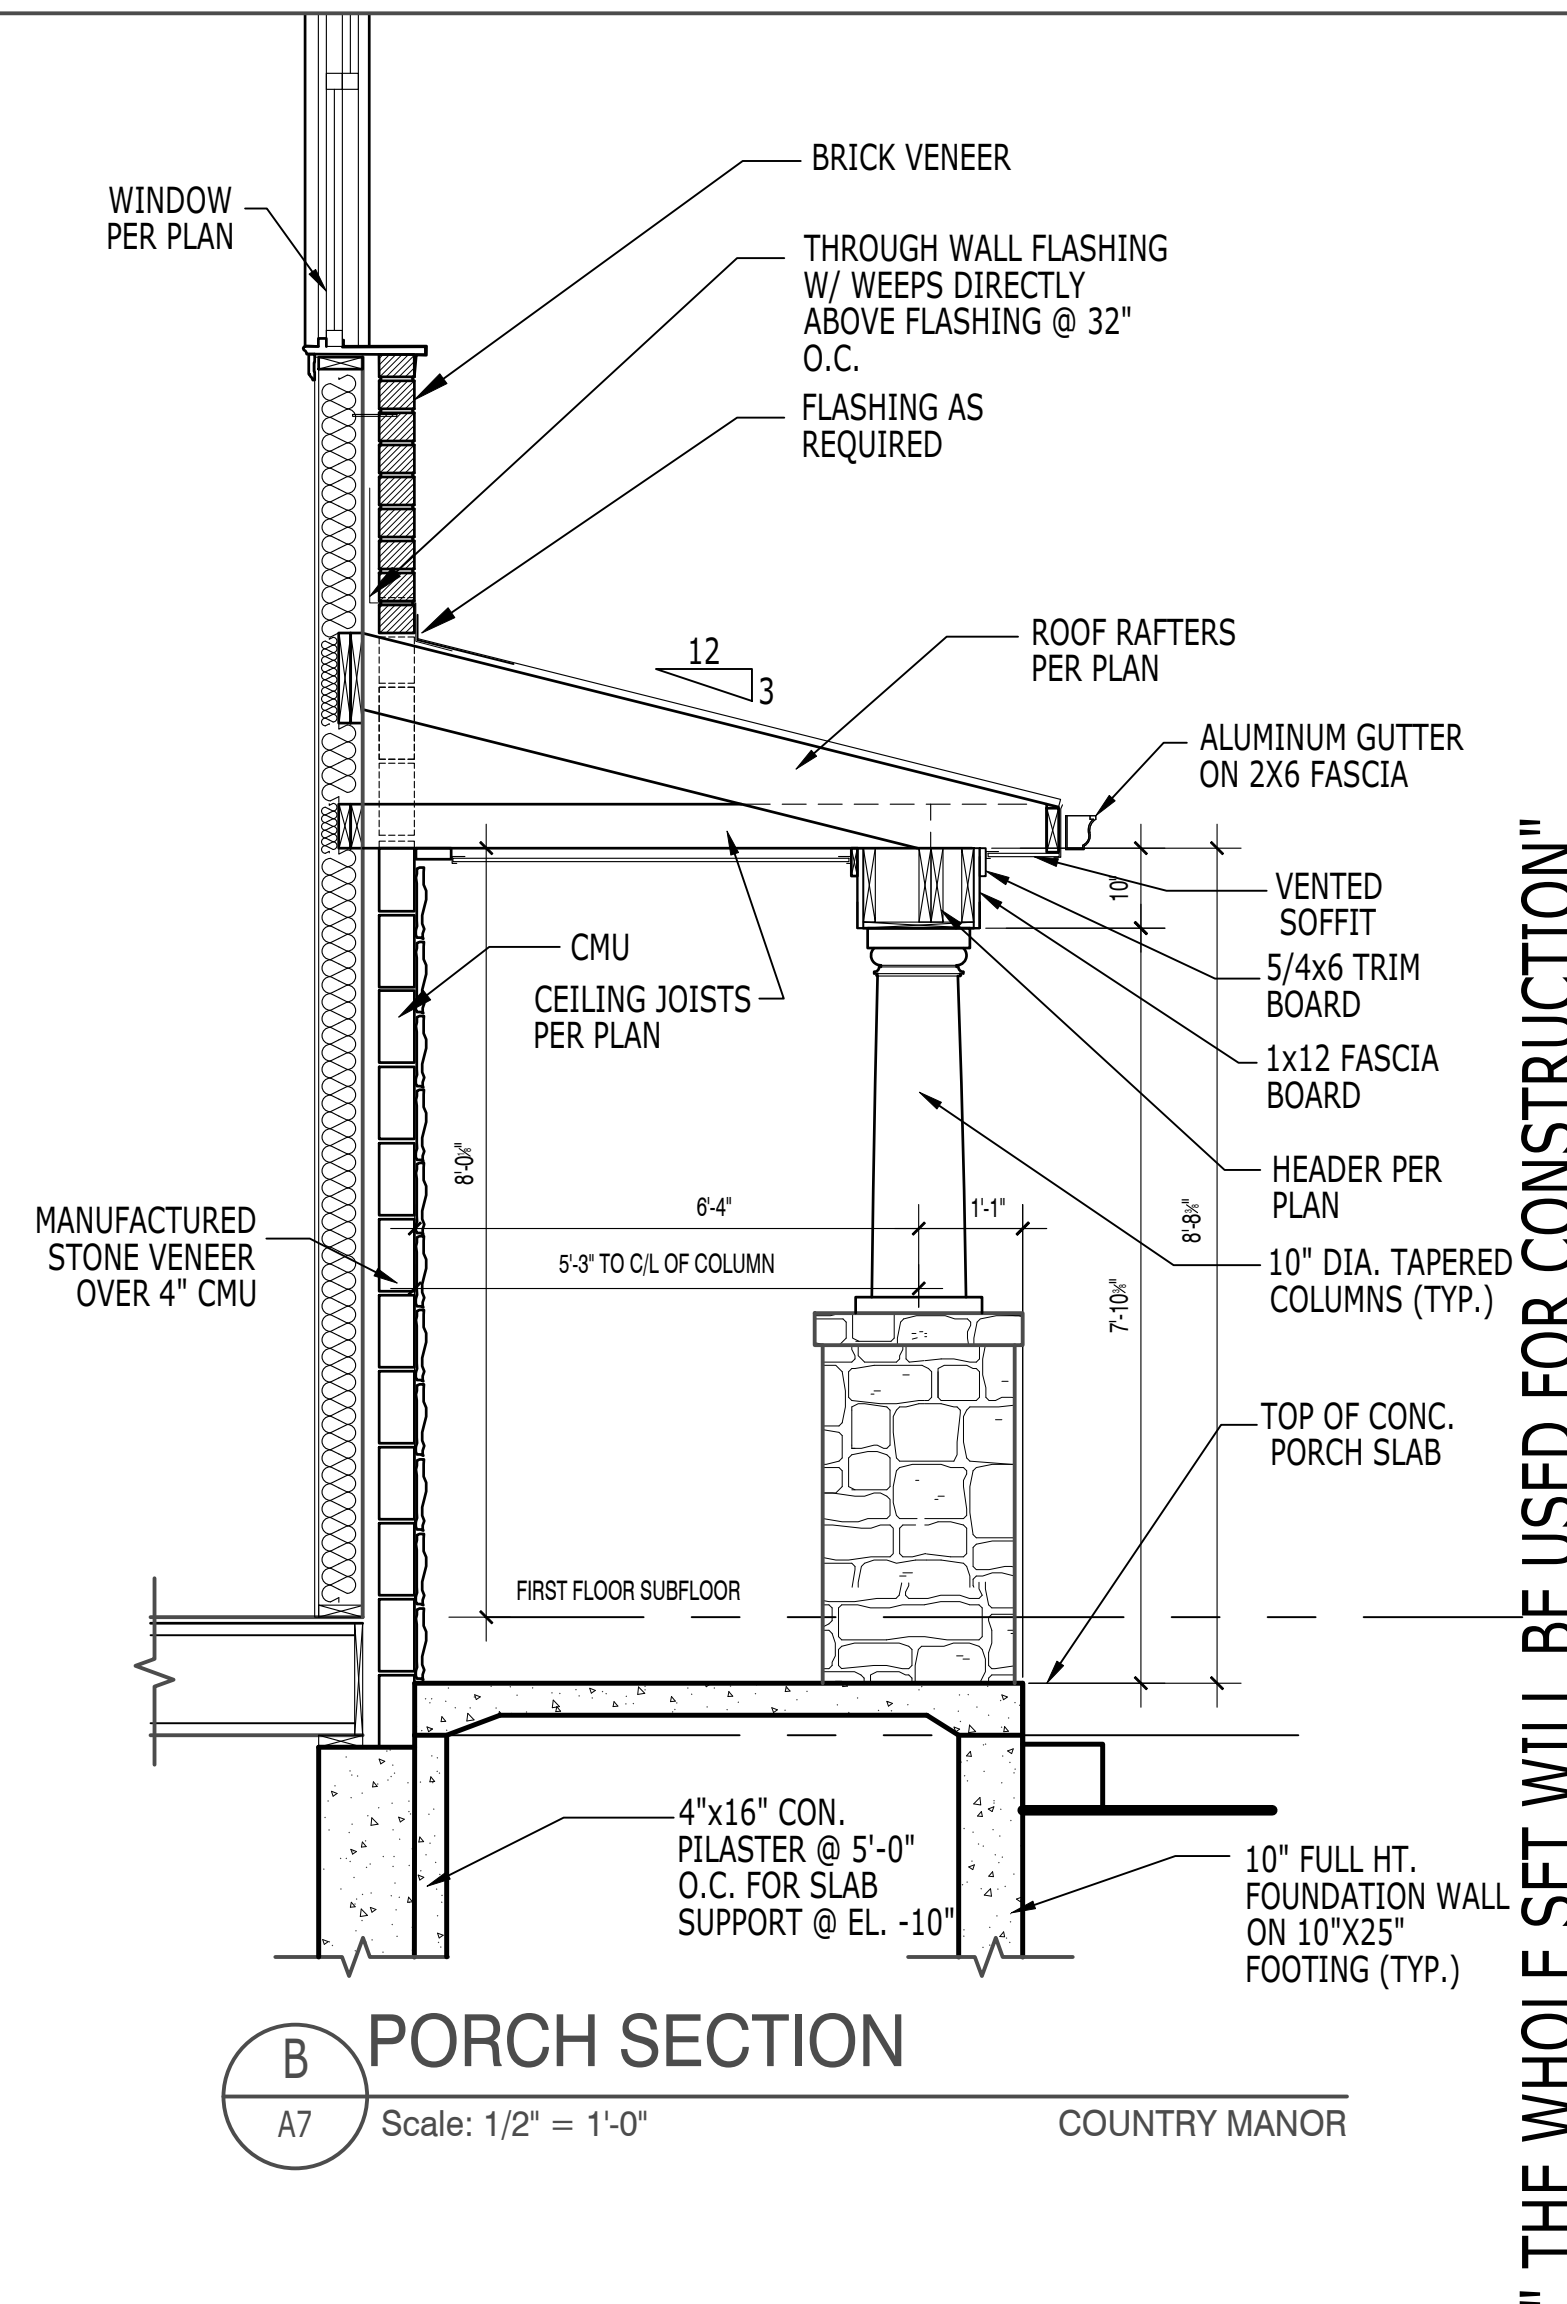 BRICK VENEER
WINDOW
PER PLAN
THROUGH WALL FLASHING
W/ WEEPS DIRECTLY
ABOVE FLASHING @ 32"
O.C.
FLASHING AS
REQUIRED
12
3
ROOF RAFTERS
PER PLAN
ALUMINUM GUTTER
ON 2X6 FASCIA
10"
VENTED
SOFFIT
CMU
5/4x6 TRIM
BOARD
CEILING JOISTS
PER PLAN
1x12 FASCIA
BOARD
8'-0⅛"
HEADER PER
PLAN
6'-4"
1'-1"
8'-8⅜"
MANUFACTURED
STONE VENEER
OVER 4" CMU
5'-3" TO C/L OF COLUMN
10" DIA. TAPERED
COLUMNS (TYP.)
7'-10⅜"
TOP OF CONC.
PORCH SLAB
FIRST FLOOR SUBFLOOR
4"x16" CON.
PILASTER @ 5'-0"
O.C. FOR SLAB
SUPPORT @ EL. -10"
10" FULL HT.
FOUNDATION WALL
ON 10"X25"
FOOTING (TYP.)
B
A7
PORCH SECTION
Scale: 1/2" = 1'-0"
COUNTRY MANOR
" THE WHOLE SET WILL BE USED FOR CONSTRUCTION"